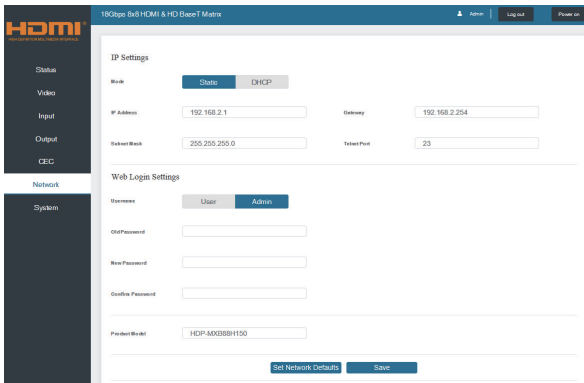 HDMI
HIGH DEFINITION MULTIMEDIA INTERFACE
18Gbps 8x8 HDMI & HD BaseT Matrix
Admin
Log out
Power on
Status
Video
Input
Output
CEC
Network
System
IP Settings
Mode
Static DHCP
IP Address 192.168.2.1 Gateway 192.168.2.254
Subnet Mask 255.255.255.0 Telnet Port 23
Web Login Settings
Username User Admin
Old Password
New Password
Confirm Password
Product Model HDP-MXB88H150
Set Network Defaults Save